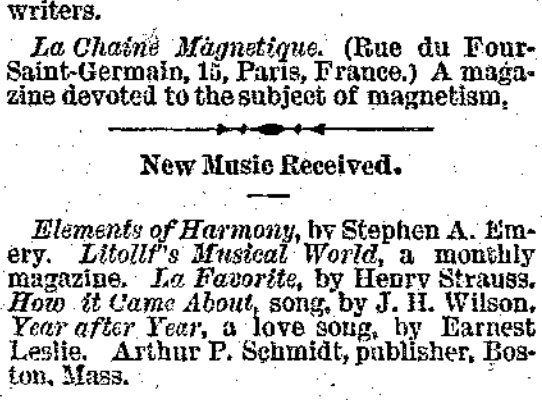 writers.
La Chaine Magnetique. (Rue du Four-
Saint-Germain, 15, Paris, France.) A maga-
zine devoted to the subject of magnetism.
New Music Received.
Elements of Harmony, by Stephen A. Em-
ery. Litollf's Musical World, a monthly
magazine. La Favorite, by Henry Strauss.
How it Came About, song, by J. H. Wilson.
Year after Year, a love song, by Earnest
Leslie. Arthur P. Schmidt, publisher, Bos-
ton, Mass.